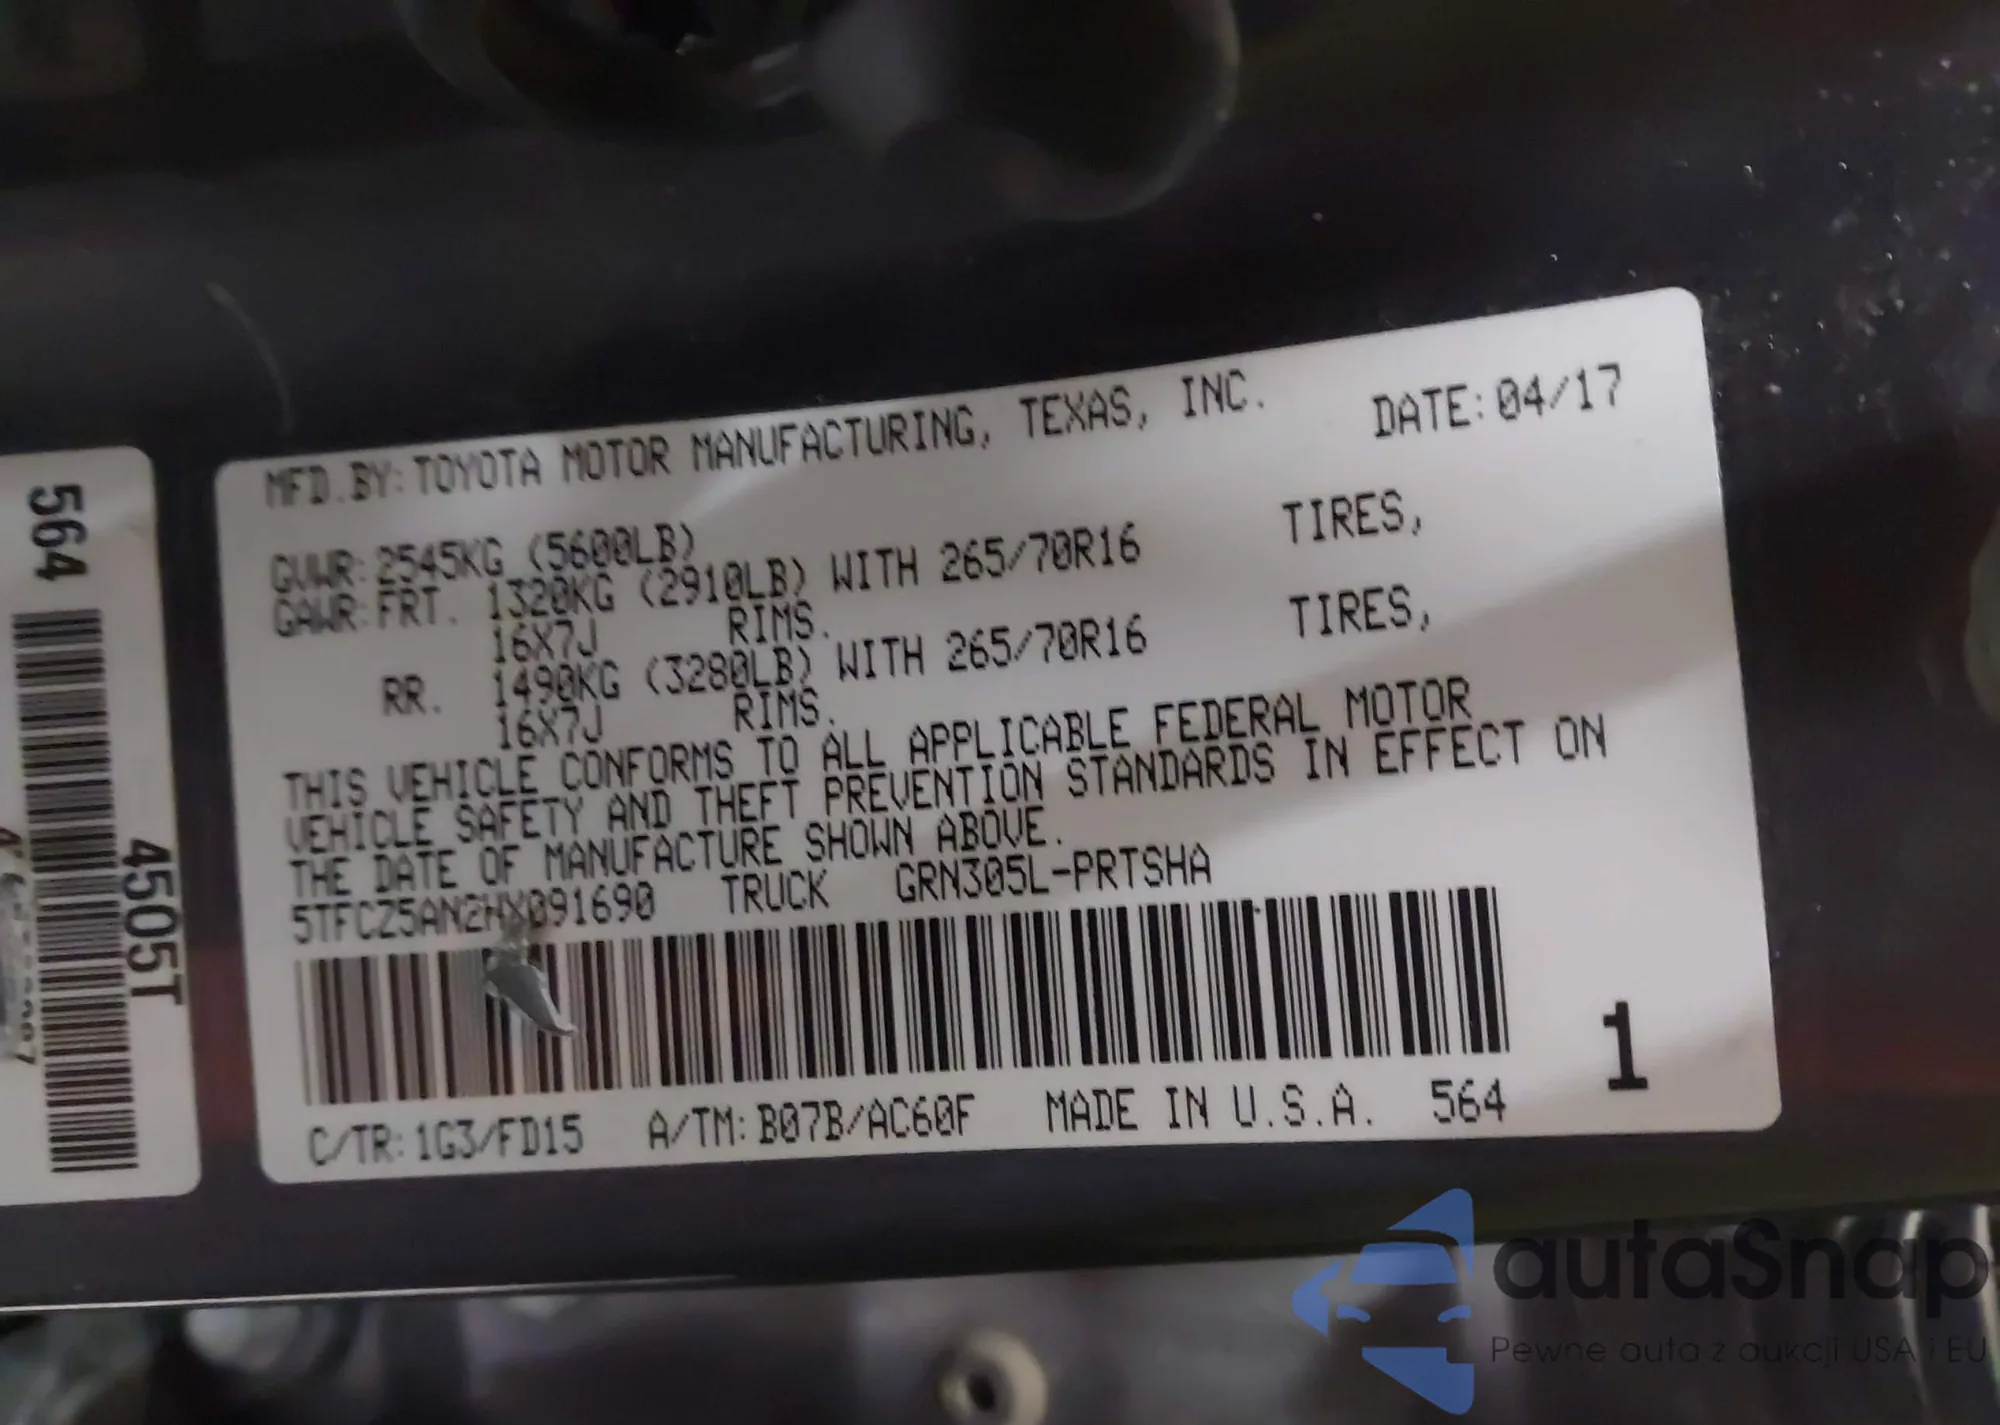 564
4505T
MFD.BY:TOYOTA MOTOR MANUFACTURING, TEXAS, INC. DATE:04/17
GVWR:2545KG (5600LB)
GAWR:FRT. 1320KG (2910LB) WITH 265/70R16 TIRES,
16X7J RIMS.
RR. 1490KG (3280LB) WITH 265/70R16 TIRES,
16X7J RIMS.
THIS VEHICLE CONFORMS TO ALL APPLICABLE FEDERAL MOTOR
VEHICLE SAFETY AND THEFT PREVENTION STANDARDS IN EFFECT ON
THE DATE OF MANUFACTURE SHOWN ABOVE.
5TFCZ5AN2HX091690 TRUCK GRN305L-PRTSHA
1
C/TR:1G3/FD15 A/TM:B07B/AC60F MADE IN U.S.A. 564
autaSnap
Pewne auta z aukcji USA i EU